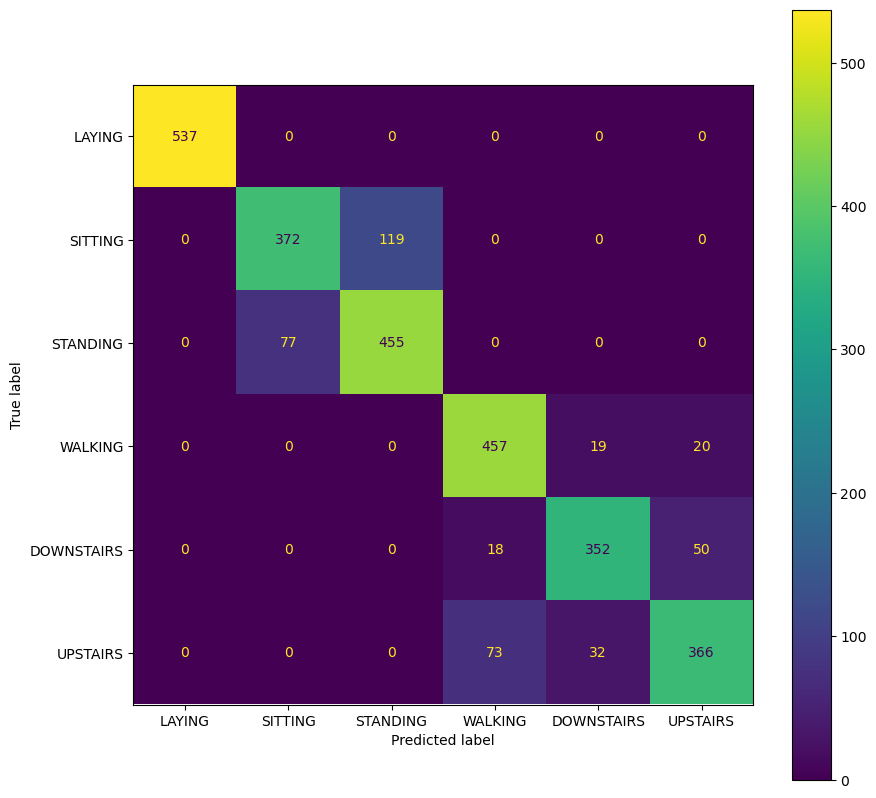 LAYING 537 0 0 0 0 0
SITTING 0 372 119 0 0 0
STANDING 0 77 455 0 0 0
WALKING 0 0 0 457 19 20
DOWNSTAIRS 0 0 0 18 352 50
UPSTAIRS 0 0 0 73 32 366
LAYING SITTING STANDING WALKING DOWNSTAIRS UPSTAIRS
Predicted label
True label
500
400
300
200
100
0